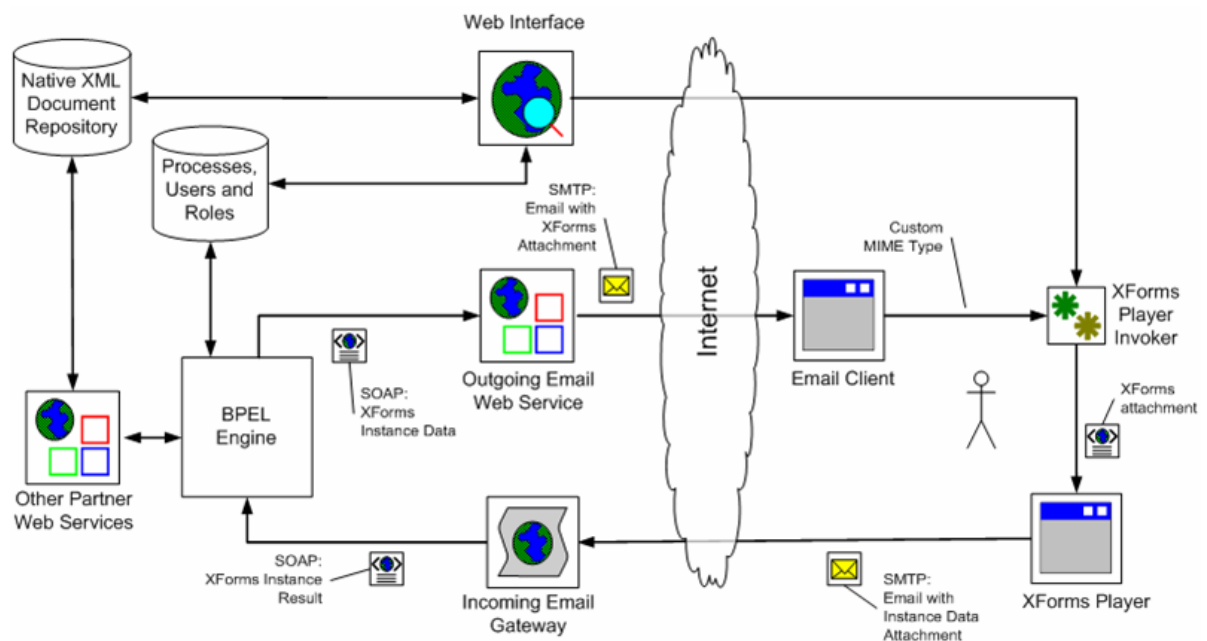 Web Interface
Native XML
Document
Repository
Processes,
Users and
Roles
SMTP:
Email with
XForms
Attachment
Custom
MIME Type
Internet
XForms
Player
Invoker
Outgoing Email
Web Service
Email Client
SOAP:
XForms
Instance Data
BPEL
Engine
XForms
attachment
Other Partner
Web Services
SOAP:
XForms Instance
Result
Incoming Email
Gateway
SMTP:
Email with
Instance Data
Attachment
XForms Player